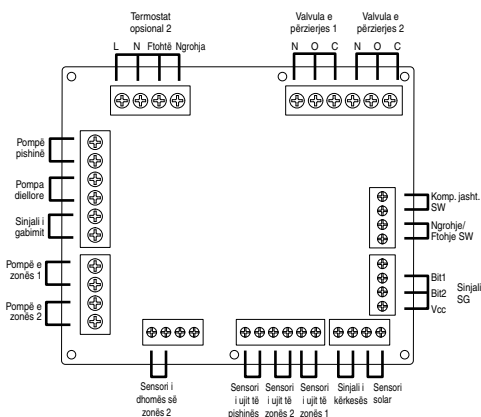 Termostat
opsional 2
L N Ftohtë Ngrohja
Valvula e
përzierjes 1
N O C
Valvula e
përzierjes 2
N O C
Pompë
pishinë
Pompa
diellore
Sinjali i
gabimit
Pompë e
zonës 1
Pompë e
zonës 2
Komp. jasht.
SW
Ngrohje/
Ftohje SW
Bit1
Bit2
Vcc
Sinjali
SG
Sensori i
dhomës së
zonës 2
Sensori
i ujit të
pishinës
Sensori
i ujit të
zonës 2
Sensori
i ujit të
zonës 1
Sinjali i
kërkesës
Sensori
solar